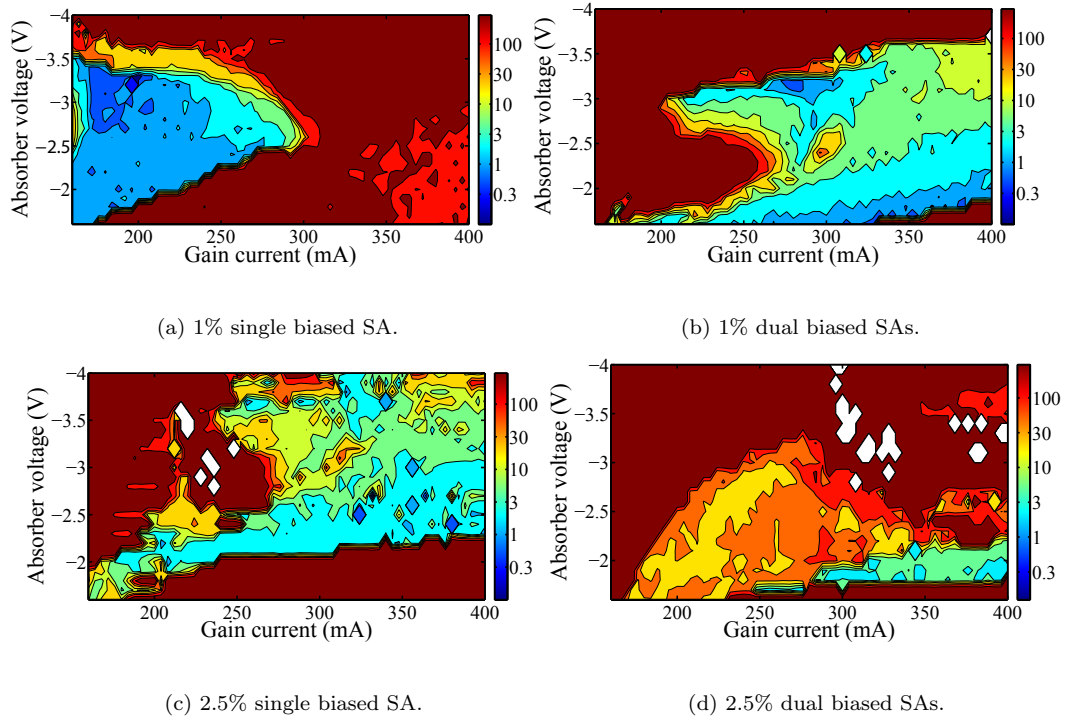 −4
−3.5
−3
−2.5
−2
Absorber voltage (V)
200 250 300 350 400
Gain current (mA)
100
30
10
3
1
0.3
(a) 1% single biased SA.
−4
−3.5
−3
−2.5
−2
Absorber voltage (V)
200 250 300 350 400
Gain current (mA)
100
30
10
3
1
0.3
(b) 1% dual biased SAs.
−4
−3.5
−3
−2.5
−2
Absorber voltage (V)
200 250 300 350 400
Gain current (mA)
100
30
10
3
1
0.3
(c) 2.5% single biased SA.
−4
−3.5
−3
−2.5
−2
Absorber voltage (V)
200 250 300 350 400
Gain current (mA)
100
30
10
3
1
0.3
(d) 2.5% dual biased SAs.